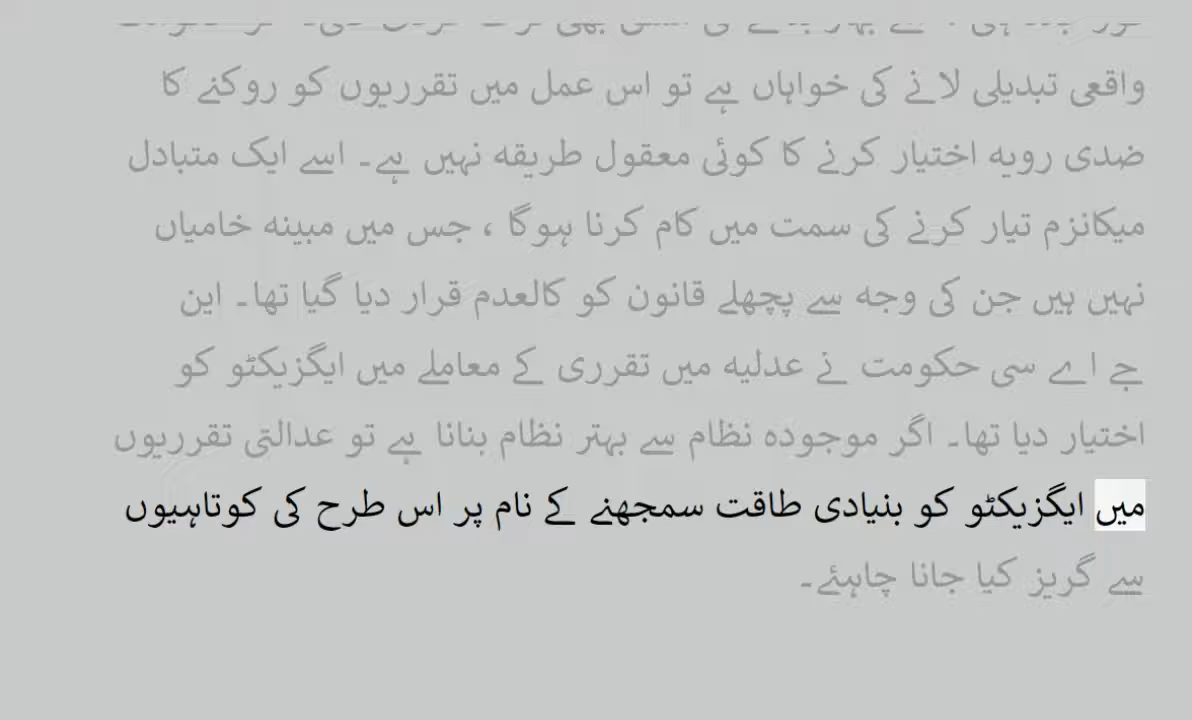 واقعی تبدیلی لانے کی خواہاں ہے تو اس عمل میں تقرریوں کو روکنے کا
ضدی رویہ اختیار کرنے کا کوئی معقول طریقہ نہیں ہے۔ اسے ایک متبادل
میکانزم تیار کرنے کی سمت میں کام کرنا ہوگا ، جس میں مبینہ خامیاں
نہیں ہیں جن کی وجہ سے پچھلے قانون کو کالعدم قرار دیا گیا تھا۔ این
جے اے سی حکومت نے عدلیہ میں تقرری کے معاملے میں ایگزیکٹو کو
اختیار دیا تھا۔ اگر موجودہ نظام سے بہتر نظام بنانا ہے تو عدالتی تقرریوں
میں ایگزیکٹو کو بنیادی طاقت سمجھنے کے نام پر اس طرح کی کوتاہیوں
سے گریز کیا جانا چاہئے۔